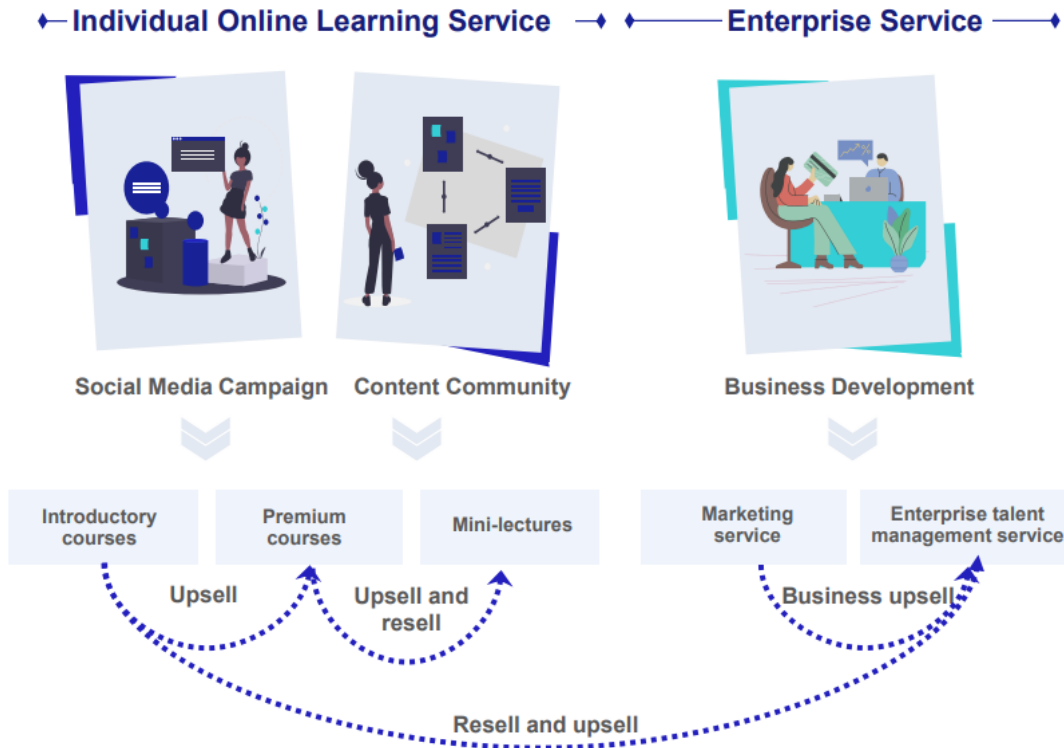 Individual Online Learning Service
Enterprise Service
Social Media Campaign
Content Community
Business Development
Introductory
courses
Premium
courses
Mini-lectures
Marketing
service
Enterprise talent
management service
Upsell
Upsell and
resell
Business upsell
Resell and upsell